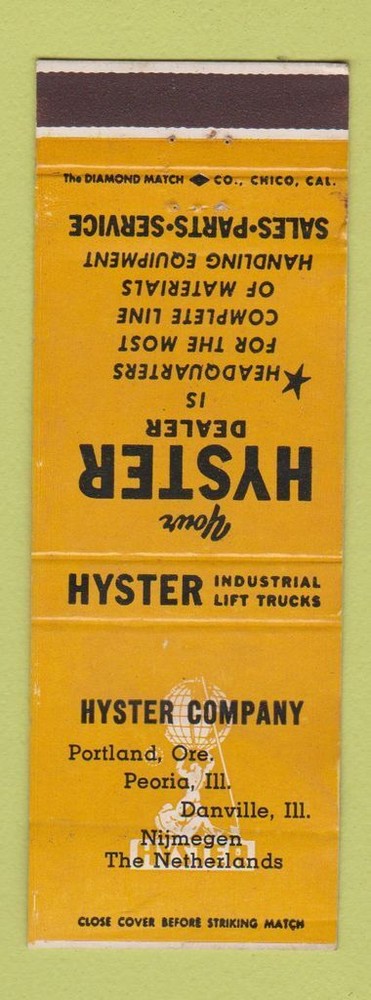 The DIAMOND MATCH CO., CHICO, CAL.
Your
HYSTER
DEALER
IS
HEADQUARTERS
FOR THE MOST
COMPLETE LINE
OF MATERIALS
HANDLING EQUIPMENT
SALES•PARTS•SERVICE
HYSTER INDUSTRIAL
LIFT TRUCKS
HYSTER COMPANY
Portland, Ore.
Peoria, Ill.
Danville, Ill.
Nijmegen
The Netherlands
HYSTER
CLOSE COVER BEFORE STRIKING MATCH